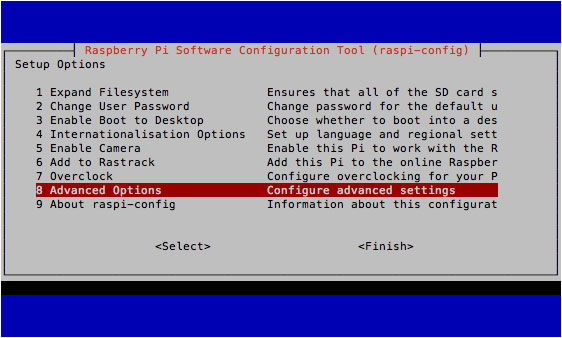 Raspberry Pi Software Configuration Tool (raspi-config)
Setup Options
1 Expand Filesystem Ensures that all of the SD card s
2 Change User Password Change password for the default u
3 Enable Boot to Desktop Choose whether to boot into a des
4 Internationalisation Options Set up language and regional sett
5 Enable Camera Enable this Pi to work with the R
6 Add to Rastrack Add this Pi to the online Raspber
7 Overclock Configure overclocking for your P
8 Advanced Options Configure advanced settings
9 About raspi-config Information about this configurat
<Select> <Finish>